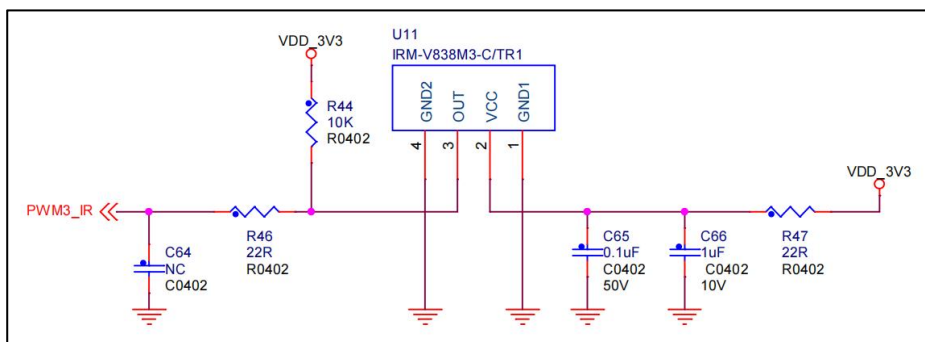 U11
IRM-V838M3-C/TR1
VDD_3V3
GND2
OUT
VCC
GND1
R44
10K
R0402
4
3
2
1
VDD_3V3
PWM3_IR
R46
22R
R0402
C64
NC
C0402
C65
0.1uF
C0402
50V
C66
1uF
C0402
10V
R47
22R
R0402